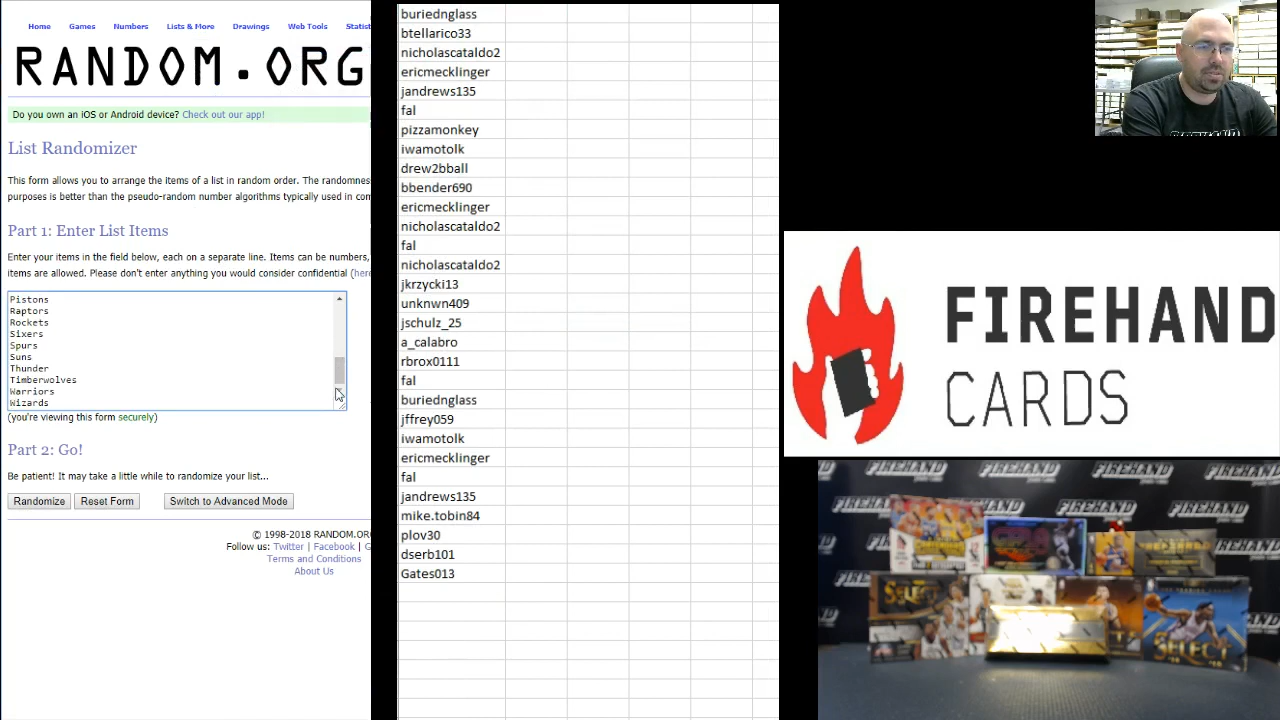 Home Games Numbers Lists & More Drawings Web Tools
RANDOM.ORG
Do you own an iOS or Android device? Check out our app!
List Randomizer
This form allows you to arrange the items of a list in random order. The randomness
purposes is better than the pseudo-random number algorithms typically used in
Part 1: Enter List Items
Enter your items in the field below, each on a separate line. Items can be numbers,
items are allowed. Please don't enter anything you would consider confidential
Pistons
Raptors
Rockets
Sixers
Spurs
Suns
Thunder
Timberwolves
Warriors
Wizards
(you're viewing this form securely)
Part 2: Go!
Be patient! It may take a little while to randomize your list...
Randomize Reset Form Switch to Advanced Mode
© 1998-2018
Follow us: Twitter | Facebook |
Terms and Conditions
About Us
buriednglass
btellarico33
nicholascataldo2
ericmecklinger
jandrews135
fal
pizzamonkey
iwamotolk
drew2bball
bbender690
ericmecklinger
nicholascataldo2
fal
nicholascataldo2
jkrzycki13
unknwn409
jschulz_25
a_calabro
rbrox0111
fal
buriednglass
jffrey059
iwamotolk
ericmecklinger
fal
jandrews135
mike.tobin84
plov30
dserb101
Gates013
FIREHAND
CARDS
FIREHAND FIREHAND FIREHAND
SELECT
SELECT